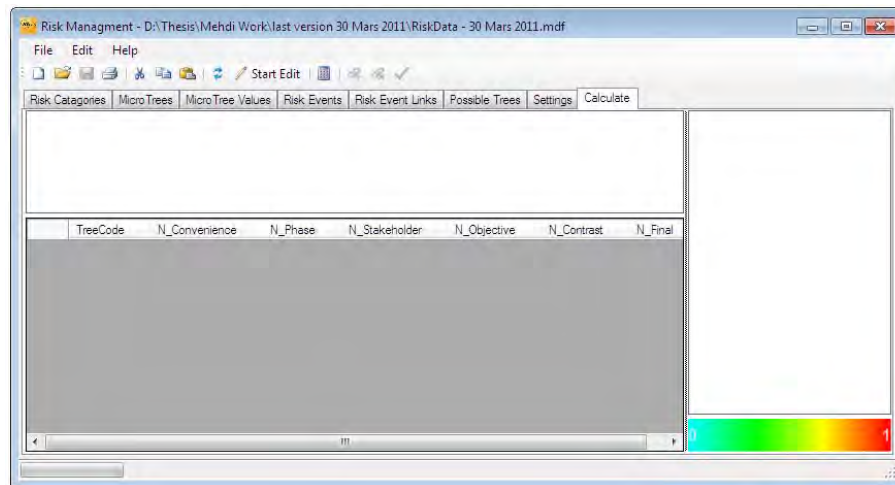 Risk Managment - D:\Thesis\Mehdi Work\last version 30 Mars 2011\RiskData - 30 Mars 2011.mdf
File Edit Help
Start Edit
Risk Catagories MicroTrees MicroTree Values Risk Events Risk Event Links Possible Trees Settings Calculate
TreeCode N_Convenience N_Phase N_Stakeholder N_Objective N_Contrast N_Final
0 1